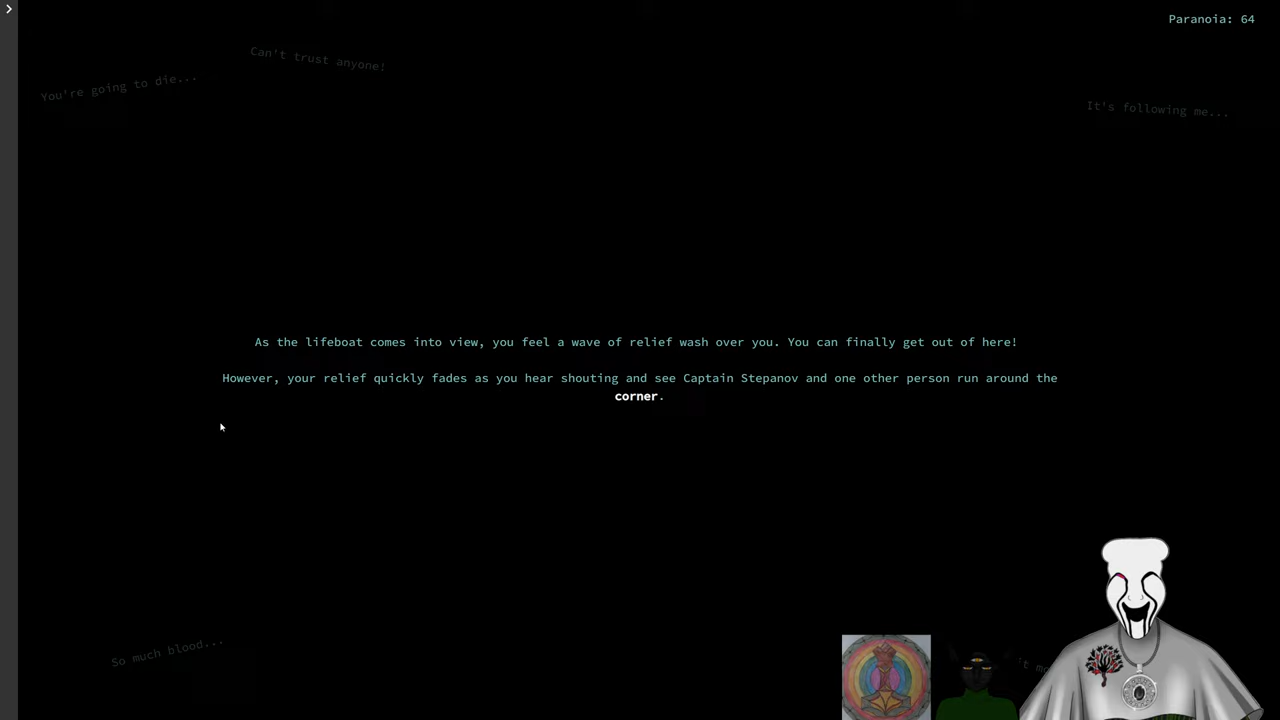 Paranoia: 64
Can't trust anyone!
You're going to die...
It's following me...
As the lifeboat comes into view, you feel a wave of relief wash over you. You can finally get out of here!
However, your relief quickly fades as you hear shouting and see Captain Stepanov and one other person run around the
corner.
So much blood...